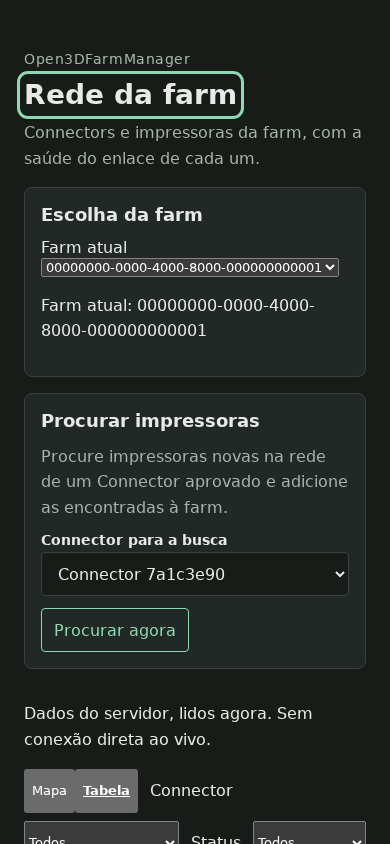 Open3DFarmManager
Rede da farm
Connectors e impressoras da farm, com a
saúde do enlace de cada um.
Escolha da farm
Farm atual
00000000-0000-4000-8000-000000000001
Farm atual: 00000000-0000-4000-
8000-000000000001
Procurar impressoras
Procure impressoras novas na rede
de um Connector aprovado e adicione
as encontradas à farm.
Connector para a busca
Connector 7a1c3e90
Procurar agora
Dados do servidor, lidos agora. Sem
conexão direta ao vivo.
Mapa Tabela Connector
Todos Status Todos